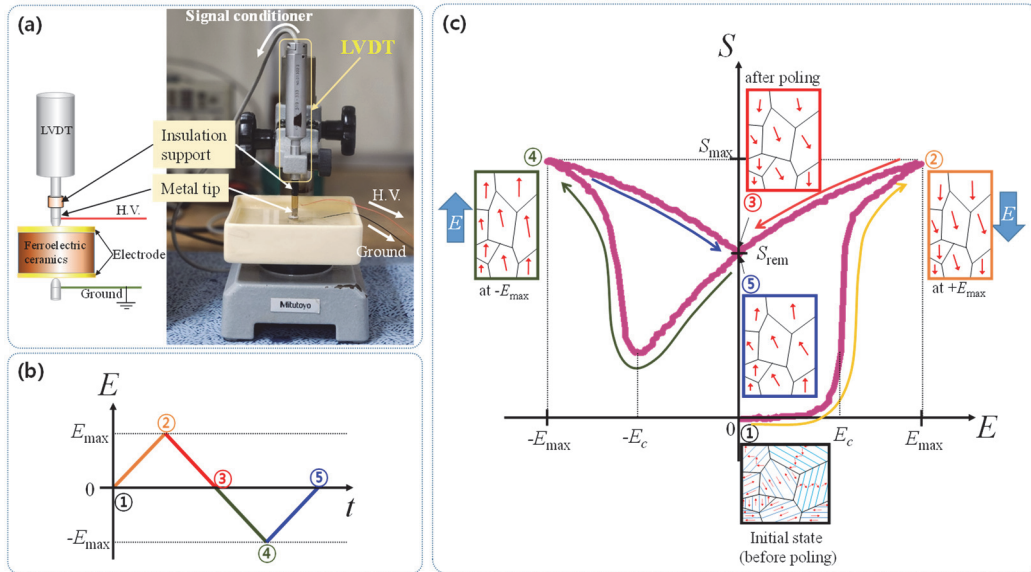 (a)
Signal conditioner
LVDT
LVDT
Insulation
support
Metal tip
H.V.
H.V.
Ferroelectric
ceramics
Electrode
Ground
Ground
Mitutoyo
(b)
E
E_max
0
-E_max
①
②
③
④
⑤
t
(c)
S
after poling
S_max
④
②
③
E
E
S_rem
at -E_max
at +E_max
⑤
-E_max
-E_c
0
①
E_c
E_max
E
Initial state
(before poling)